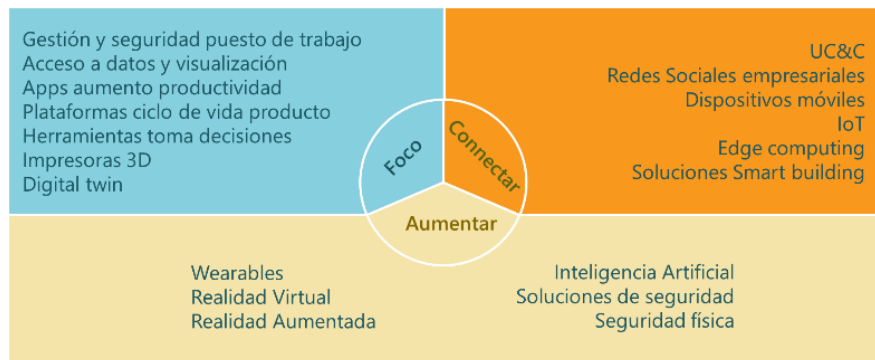 Gestión y seguridad puesto de trabajo
Acceso a datos y visualización
Apps aumento productividad
Plataformas ciclo de vida producto
Herramientas toma decisiones
Impresoras 3D
Digital twin
UC&C
Redes Sociales empresariales
Dispositivos móviles
IoT
Edge computing
Soluciones Smart building
Foco
Connectar
Aumentar
Wearables
Realidad Virtual
Realidad Aumentada
Inteligencia Artificial
Soluciones de seguridad
Seguridad física